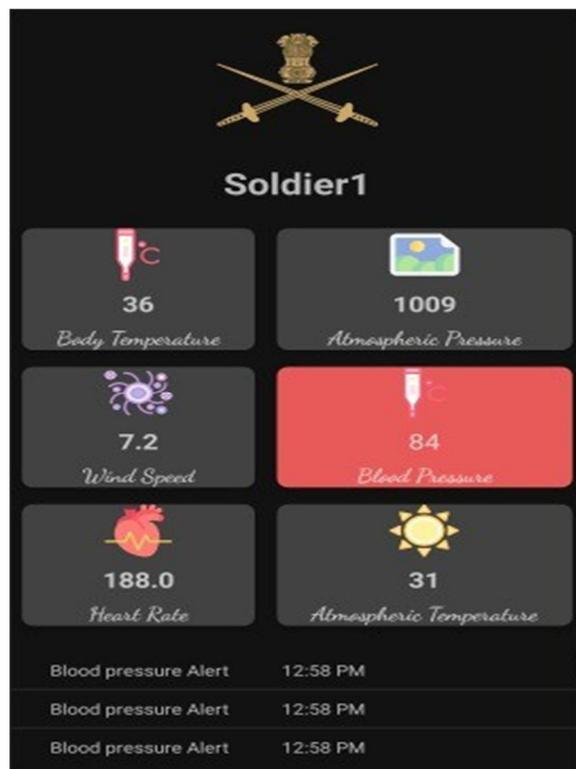 Soldier1
°C
36
Body Temperature
1009
Atmospheric Pressure
7.2
Wind Speed
°C
84
Blood Pressure
188.0
Heart Rate
31
Atmospheric Temperature
Blood pressure Alert 12:58 PM
Blood pressure Alert 12:58 PM
Blood pressure Alert 12:58 PM